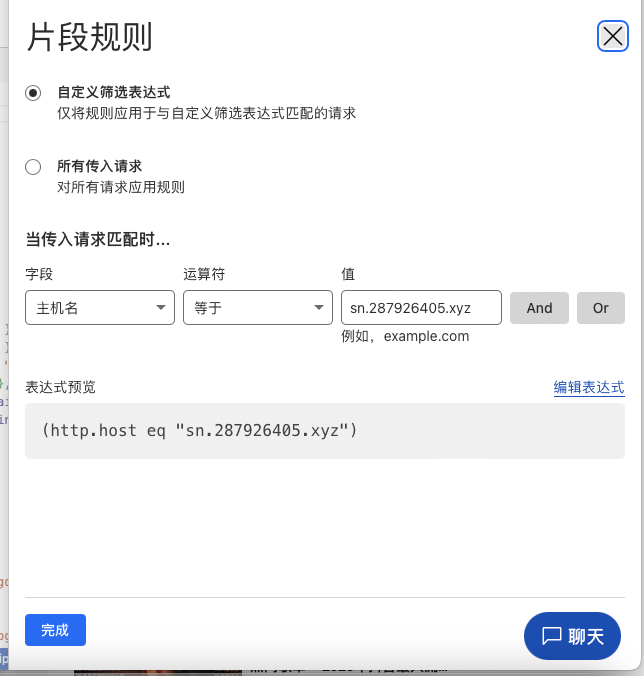 片段规则
自定义筛选表达式
仅将规则应用于与自定义筛选表达式匹配的请求
所有传入请求
对所有请求应用规则
当传入请求匹配时...
字段 运算符 值
主机名 等于 sn.287926405.xyz And Or
例如，example.com
表达式预览 编辑表达式
(http.host eq "sn.287926405.xyz")
完成 聊天